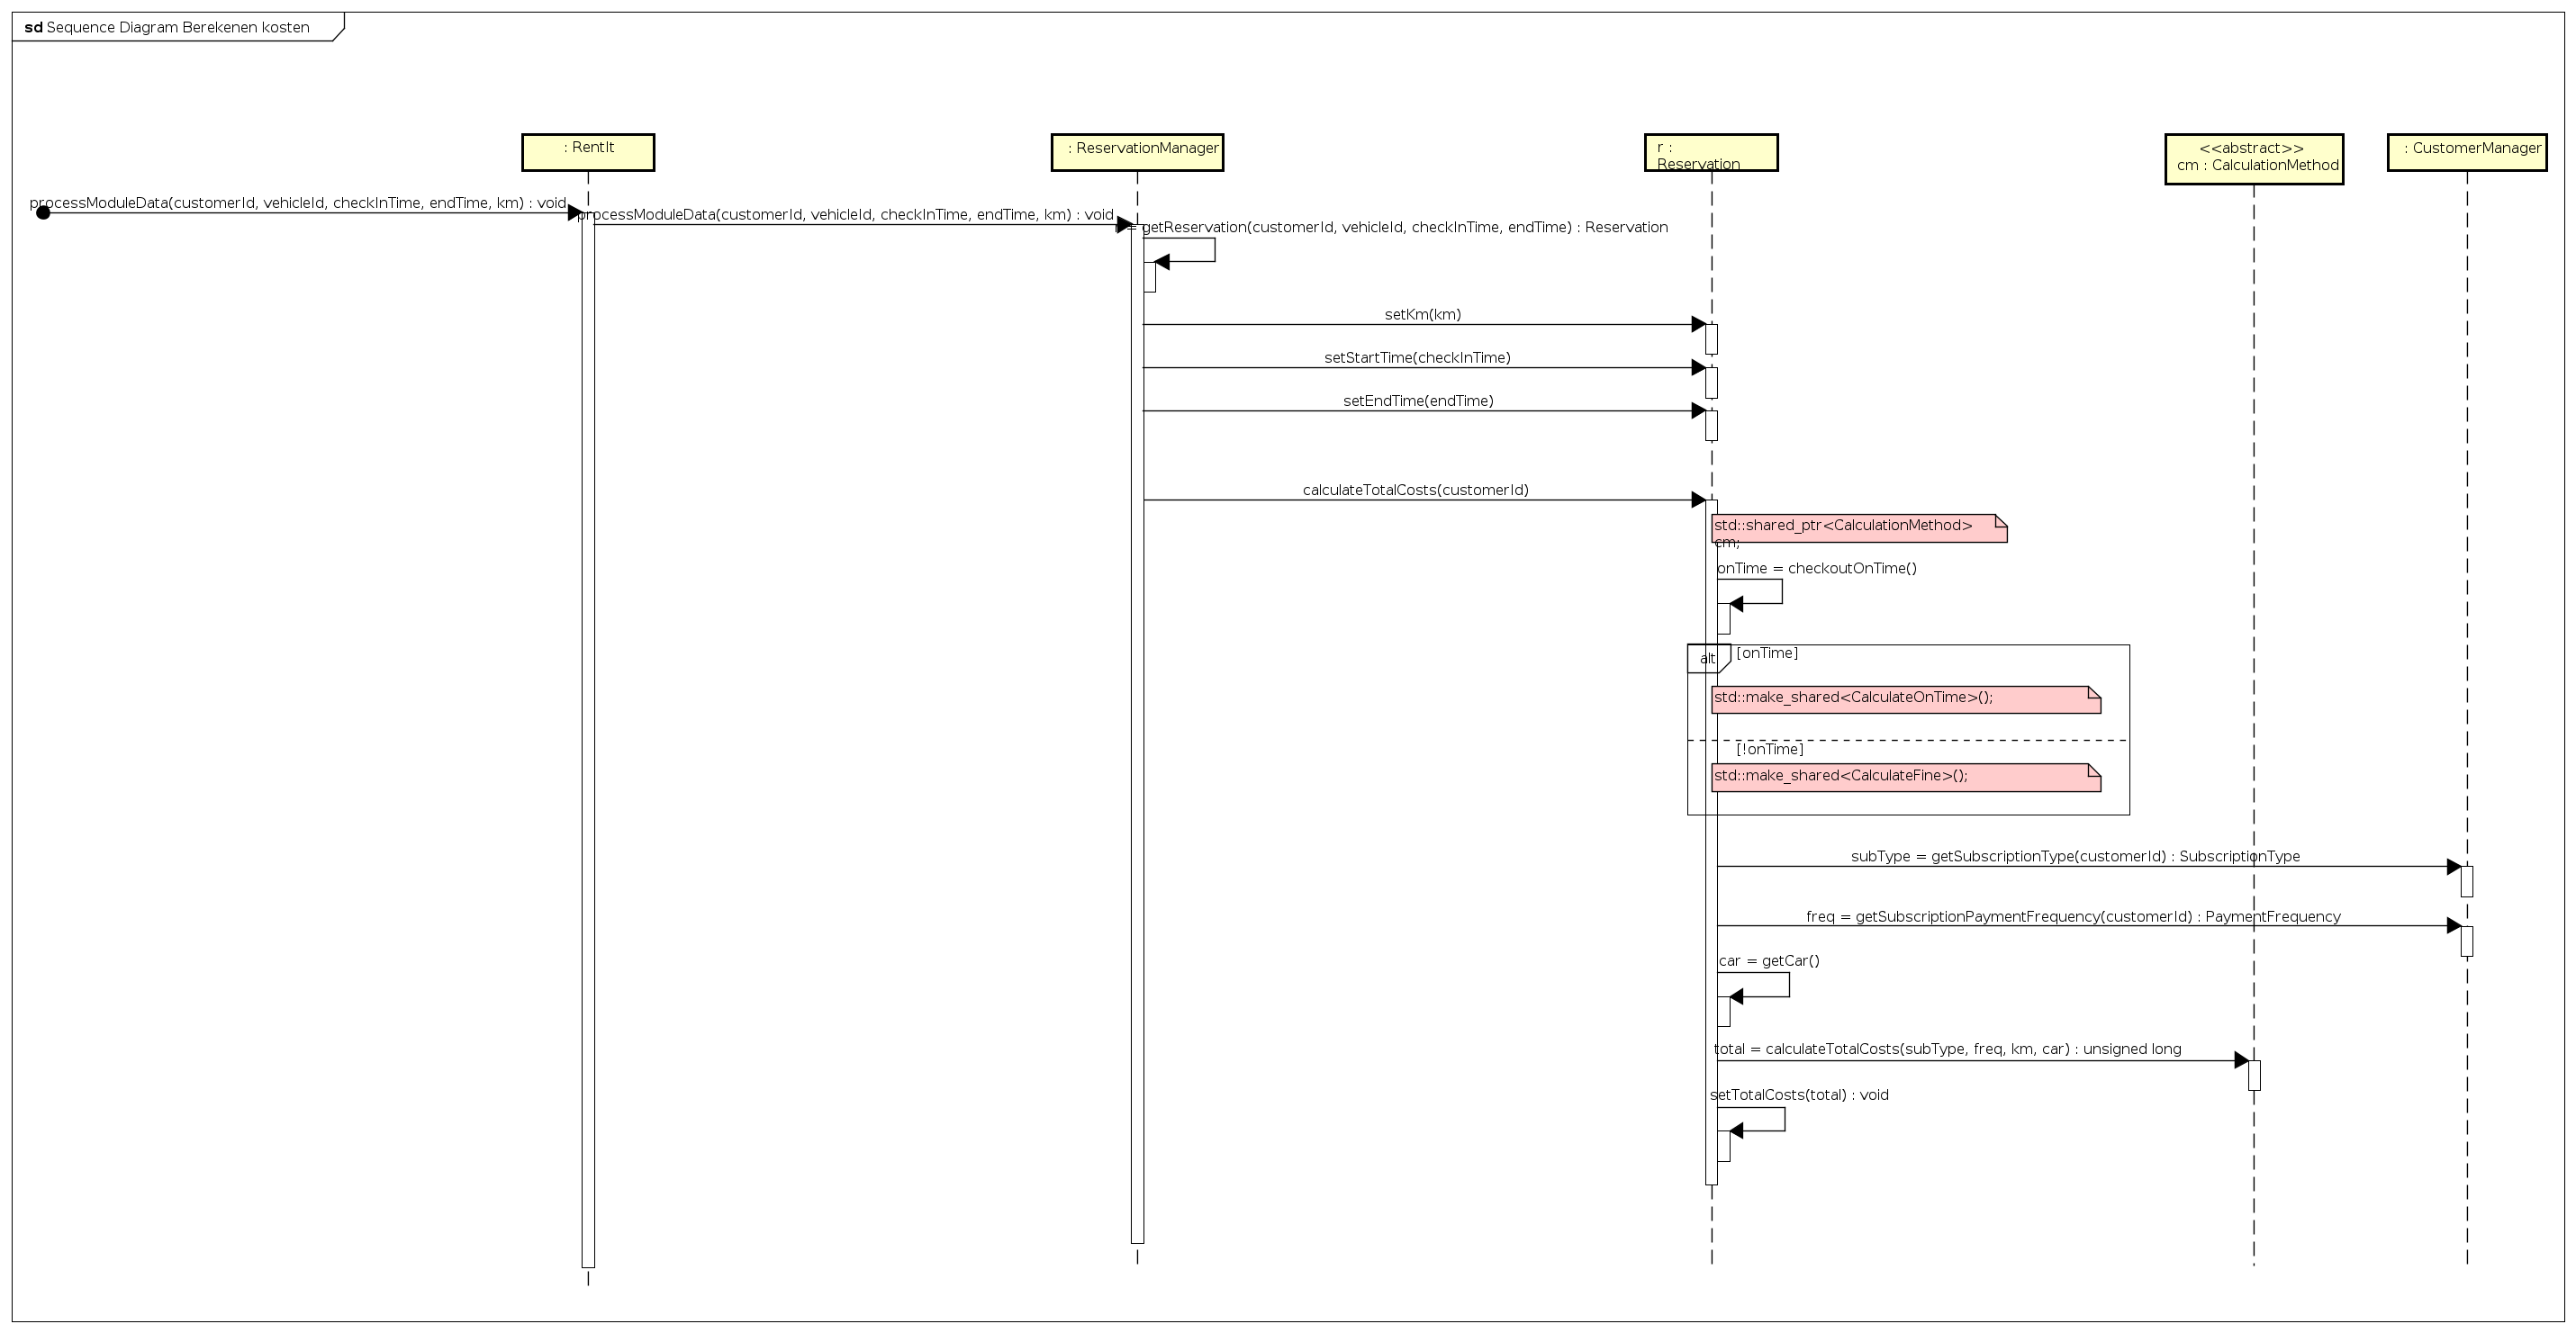 sd Sequence Diagram Berekenen kosten
: RentIt
: ReservationManager
r :
Reservation
<<abstract>>
cm : CalculationMethod
: CustomerManager
processModuleData(customerId, vehicleId, checkInTime, endTime, km) : void
processModuleData(customerId, vehicleId, checkInTime, endTime, km) : void
r = getReservation(customerId, vehicleId, checkInTime, endTime) : Reservation
setKm(km)
setStartTime(checkInTime)
setEndTime(endTime)
calculateTotalCosts(customerId)
std::shared_ptr<CalculationMethod>
cm;
onTime = checkoutOnTime()
alt
[onTime]
std::make_shared<CalculateOnTime>();
[!onTime]
std::make_shared<CalculateFine>();
subType = getSubscriptionType(customerId) : SubscriptionType
freq = getSubscriptionPaymentFrequency(customerId) : PaymentFrequency
car = getCar()
total = calculateTotalCosts(subType, freq, km, car) : unsigned long
setTotalCosts(total) : void